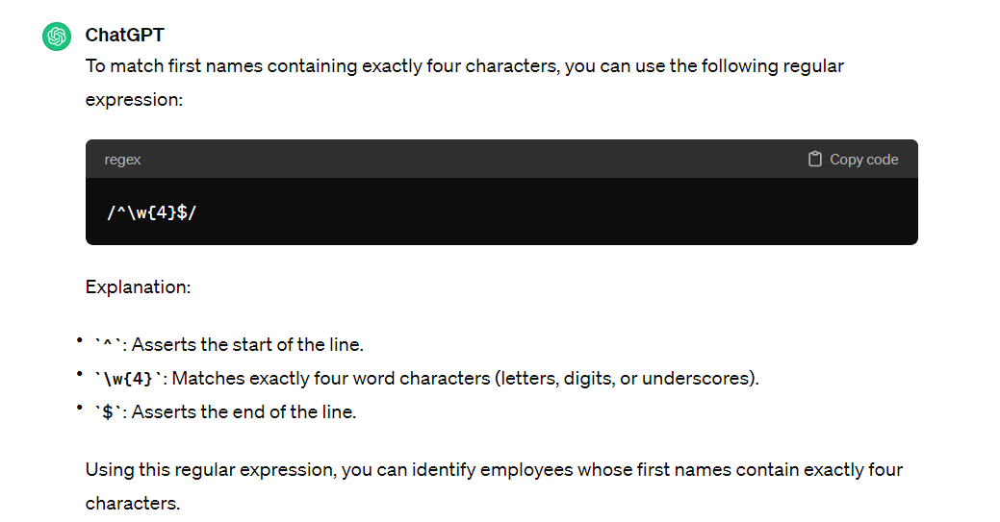 ChatGPT
To match first names containing exactly four characters, you can use the following regular
expression:
regex
Copy code
/^\w{4}$/
Explanation:
• `^`: Asserts the start of the line.
• `\w{4}`: Matches exactly four word characters (letters, digits, or underscores).
• `$`: Asserts the end of the line.
Using this regular expression, you can identify employees whose first names contain exactly four
characters.